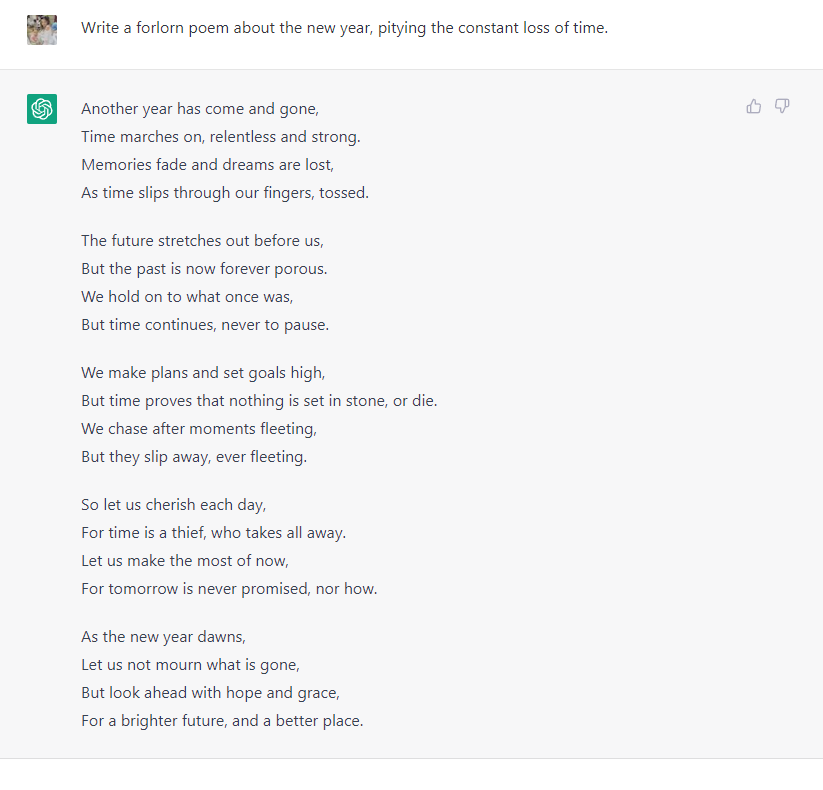 Write a forlorn poem about the new year, pitying the constant loss of time.
Another year has come and gone,
Time marches on, relentless and strong.
Memories fade and dreams are lost,
As time slips through our fingers, tossed.
The future stretches out before us,
But the past is now forever porous.
We hold on to what once was,
But time continues, never to pause.
We make plans and set goals high,
But time proves that nothing is set in stone, or die.
We chase after moments fleeting,
But they slip away, ever fleeting.
So let us cherish each day,
For time is a thief, who takes all away.
Let us make the most of now,
For tomorrow is never promised, nor how.
As the new year dawns,
Let us not mourn what is gone,
But look ahead with hope and grace,
For a brighter future, and a better place.